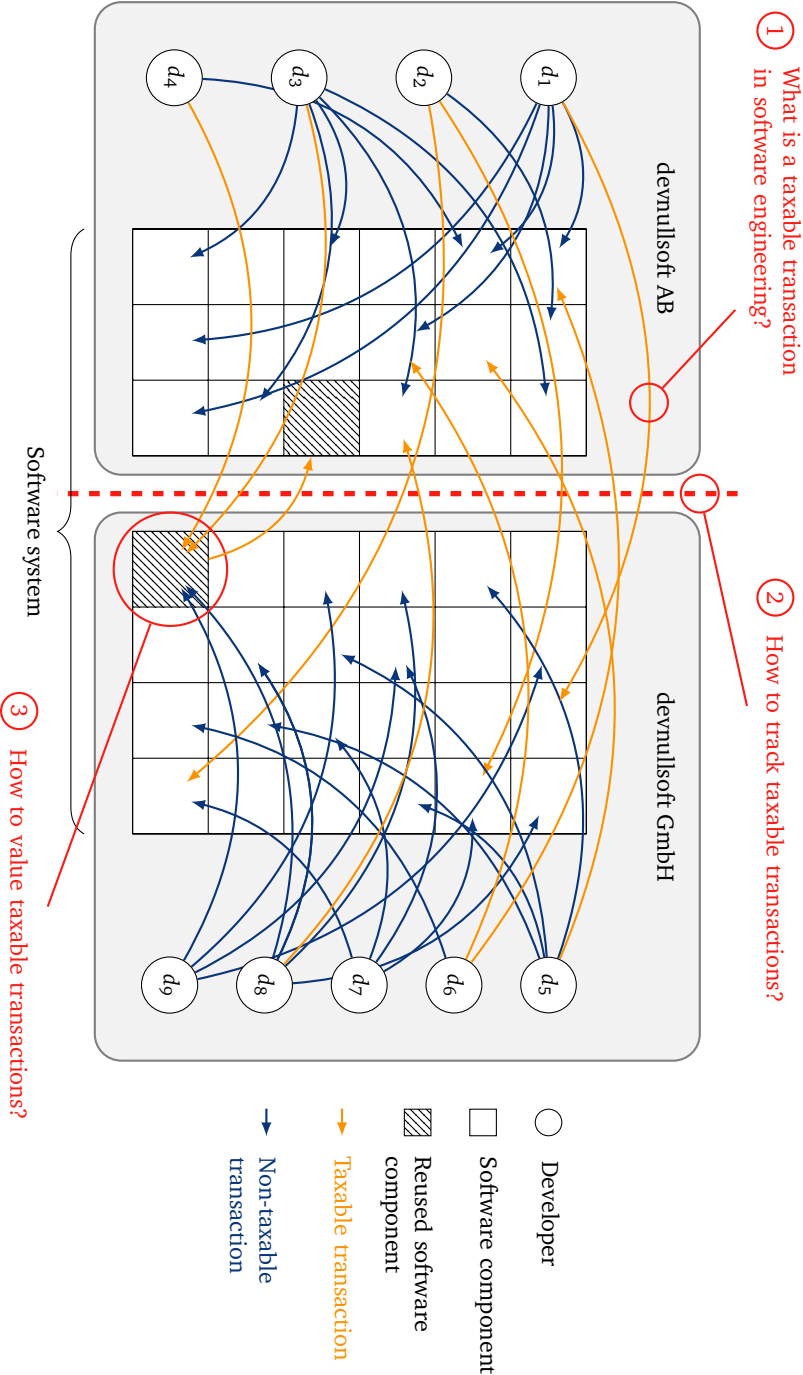 1
What is a taxable transaction
in software engineering?
2
How to track taxable transactions?
devnullsoft AB
devnullsoft GmbH
d1
d2
d3
d4
d5
d6
d7
d8
d9
Software system
3
How to value taxable transactions?
Developer
Software component
Reused software
component
Taxable transaction
Non-taxable
transaction